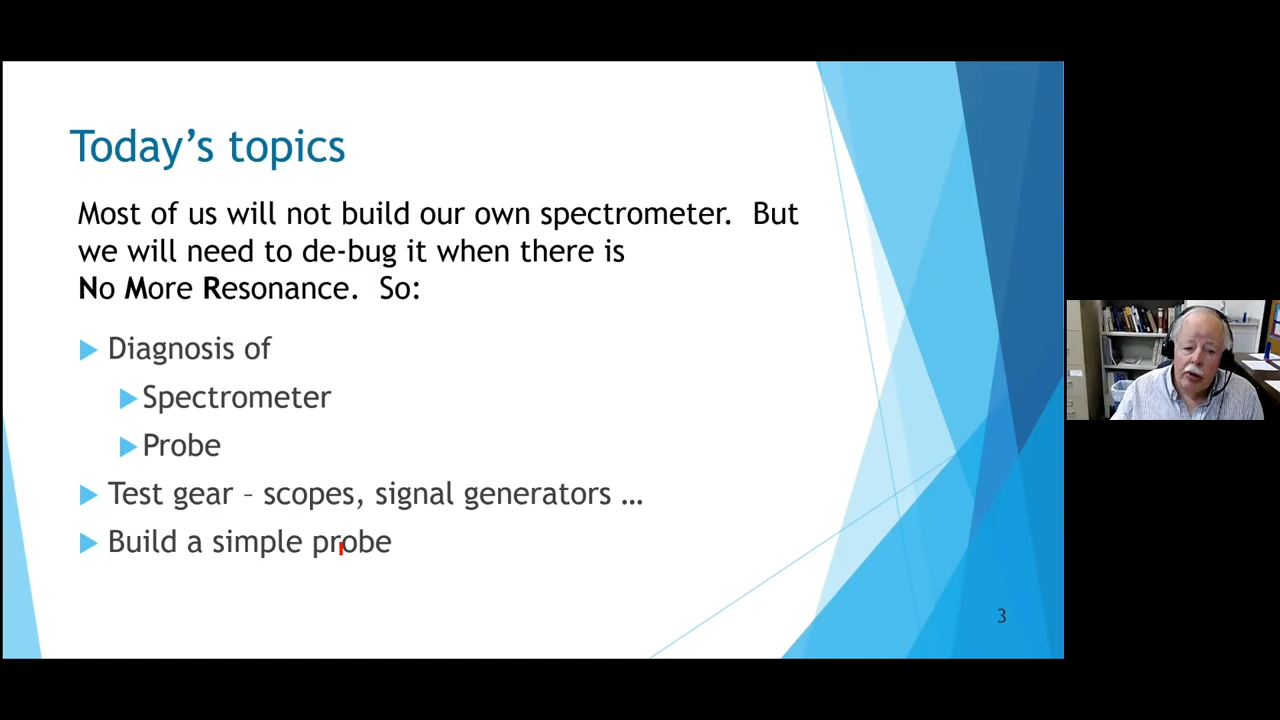 Today's topics
Most of us will not build our own spectrometer.  But
we will need to de-bug it when there is
No More Resonance.  So:
Diagnosis of
Spectrometer
Probe
Test gear – scopes, signal generators …
Build a simple probe
3